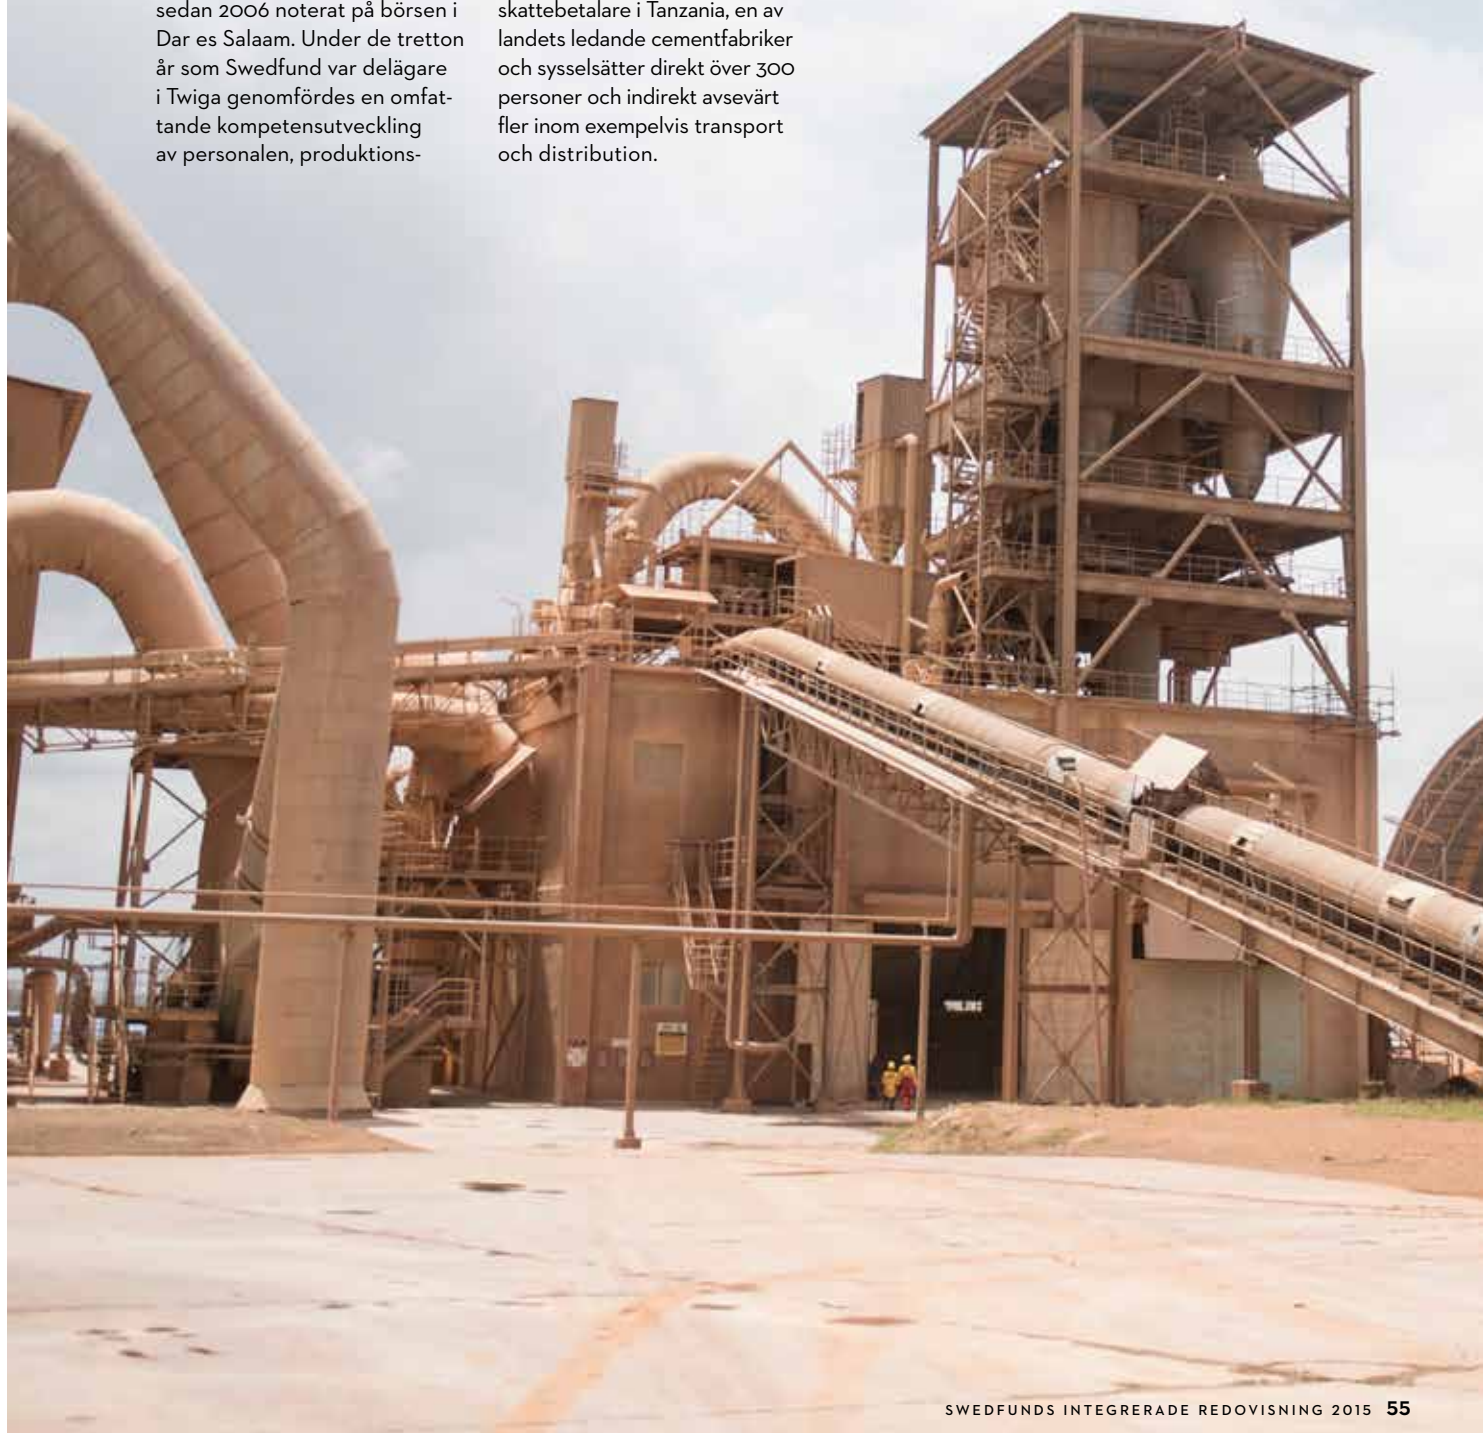 sedan 2006 noterat på börsen i
Dar es Salaam. Under de tretton
år som Swedfund var delägare
i Twiga genomfördes en omfat-
tande kompetensutveckling
av personalen, produktions-
skattebetalare i Tanzania, en av
landets ledande cementfabriker
och sysselsätter direkt över 300
personer och indirekt avsevärt
fler inom exempelvis transport
och distribution.
SWEDFUNDS INTEGRERADE REDOVISNING 2015 55